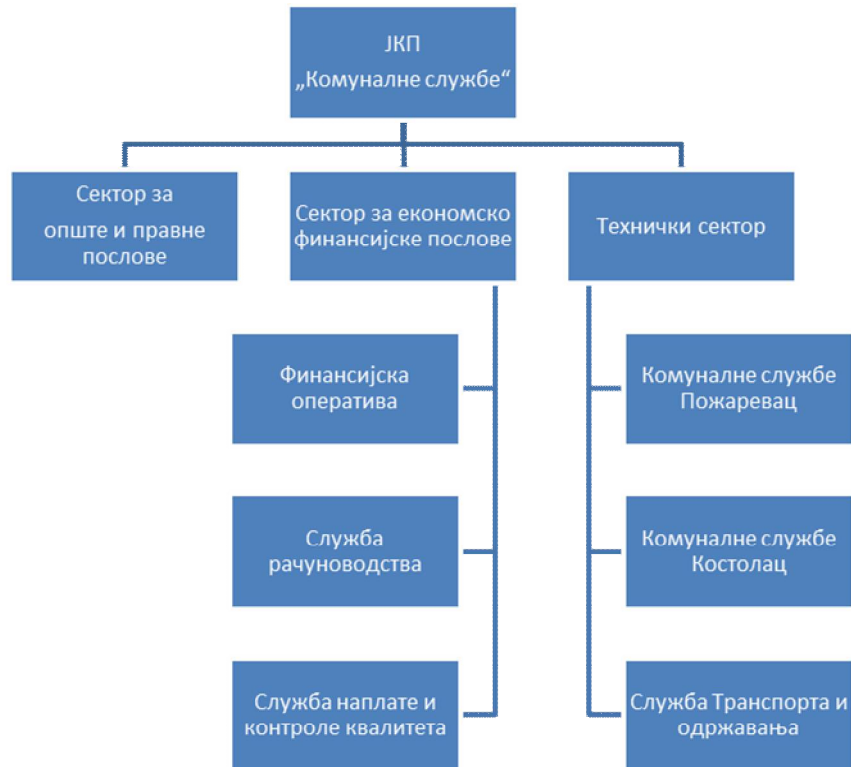 ЈКП
„Комуналне службе“
Сектор за
опште и правне
послове
Сектор за економско
финансијске послове
Технички сектор
Финансијска
оператива
Комуналне службе
Пожаревац
Служба
рачуноводства
Комуналне службе
Костолац
Служба наплате и
контроле квалитета
Служба Транспорта и
одржавања